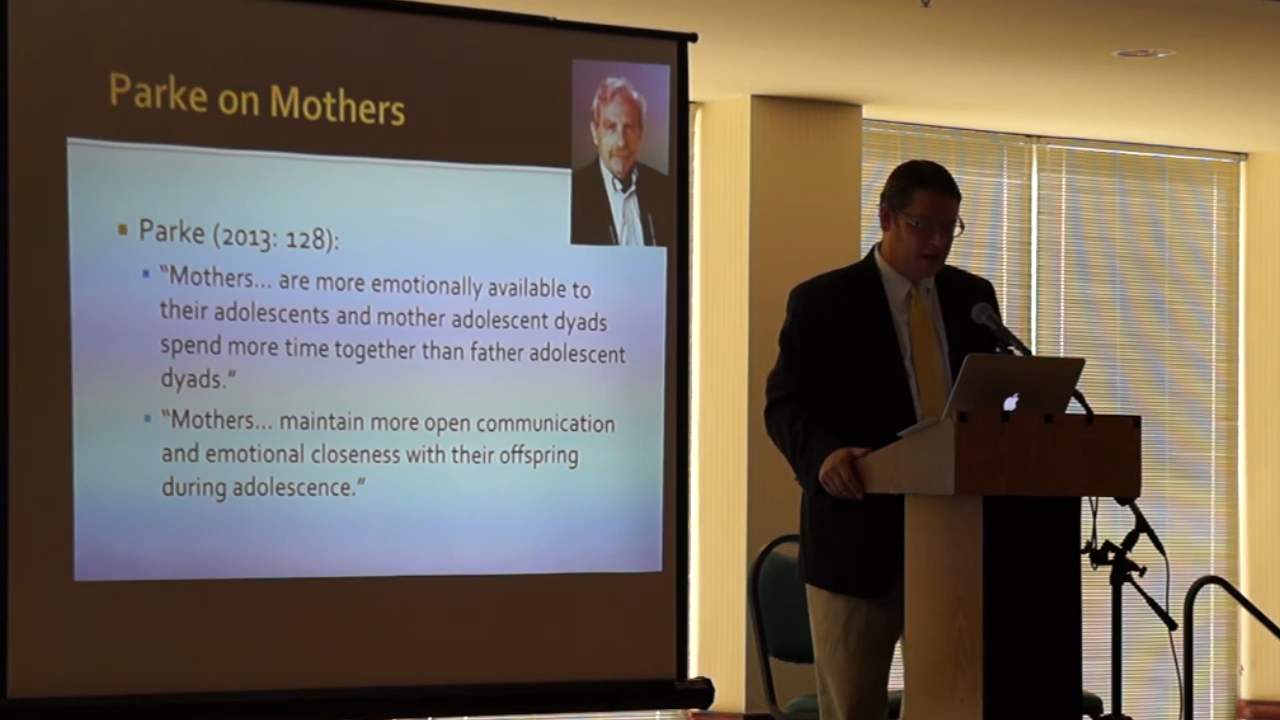 Parke on Mothers
Parke (2013: 128):
“Mothers... are more emotionally available to
their adolescents and mother adolescent dyads
spend more time together than father adolescent
dyads.”
“Mothers... maintain more open communication
and emotional closeness with their offspring
during adolescence.”